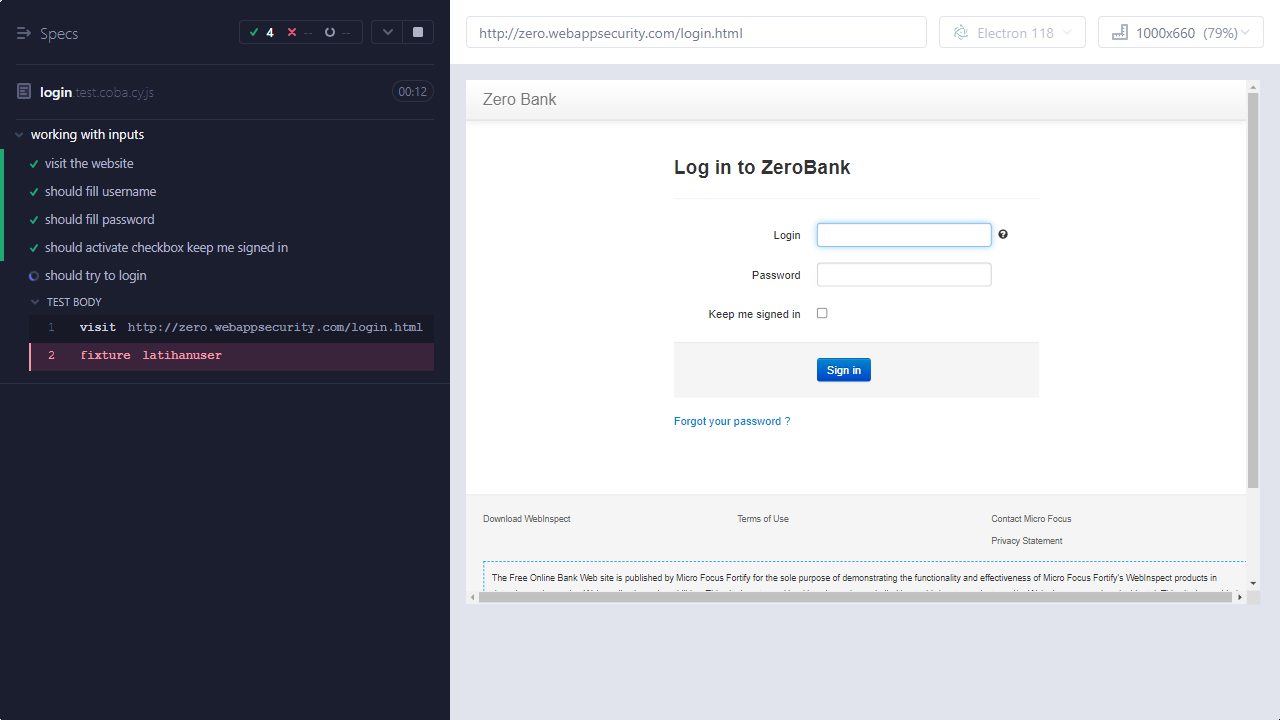 Specs
4 -- --
login.test.coba.cy.js 00:12
working with inputs
visit the website
should fill username
should fill password
should activate checkbox keep me signed in
should try to login
TEST BODY
1 visit http://zero.webappsecurity.com/login.html
2 fixture latihanuser
http://zero.webappsecurity.com/login.html
Electron 118
1000x660 (79%)
Zero Bank
Log in to ZeroBank
Login
Password
Keep me signed in
Sign in
Forgot your password ?
Download WebInspect
Terms of Use
Contact Micro Focus
Privacy Statement
The Free Online Bank Web site is published by Micro Focus Fortify for the sole purpose of demonstrating the functionality and effectiveness of Micro Focus Fortify's WebInspect products in